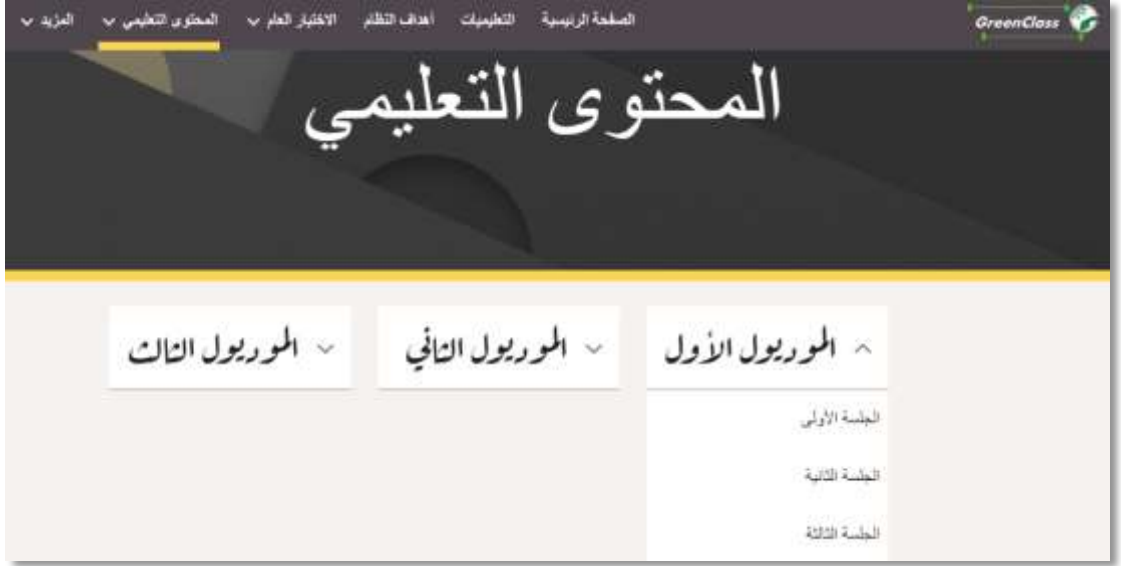 GreenClass
الصفحة الرئيسية التعليمات أهداف التظلم الاختبار العام المحتوى التعليمي المزيد
المحتوى التعليمي
الموديول الأول الموديول الثاني الموديول الثالث
الجلسة الأولى
الجلسة الثانية
الجلسة الثالثة